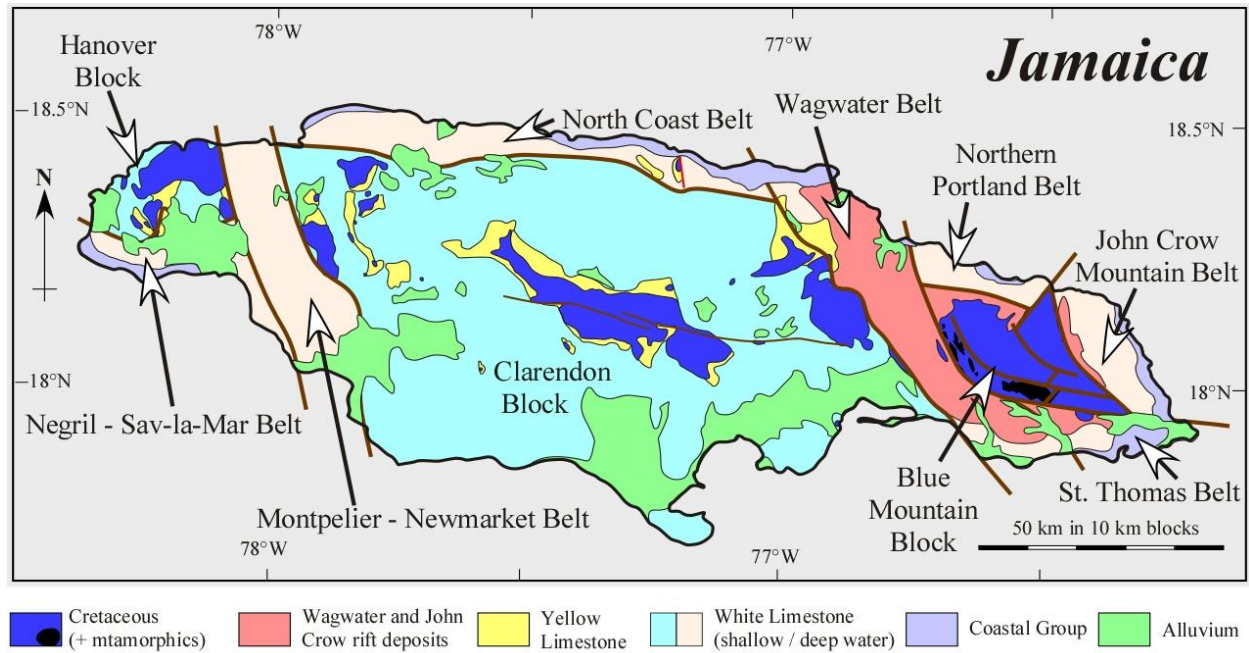 78°W
77°W
Jamaica
Hanover
Block
18.5°N
North Coast Belt
Wagwater Belt
18.5°N
Northern
Portland Belt
N
John Crow
Mountain Belt
18°N
Clarendon
Block
18°N
Negril - Sav-la-Mar Belt
Montpelier - Newmarket Belt
Blue
Mountain
Block
St. Thomas Belt
50 km in 10 km blocks
78°W
77°W
Cretaceous
(+ mtamorphics)
Wagwater and John
Crow rift deposits
Yellow
Limestone
White Limestone
(shallow / deep water)
Coastal Group
Alluvium